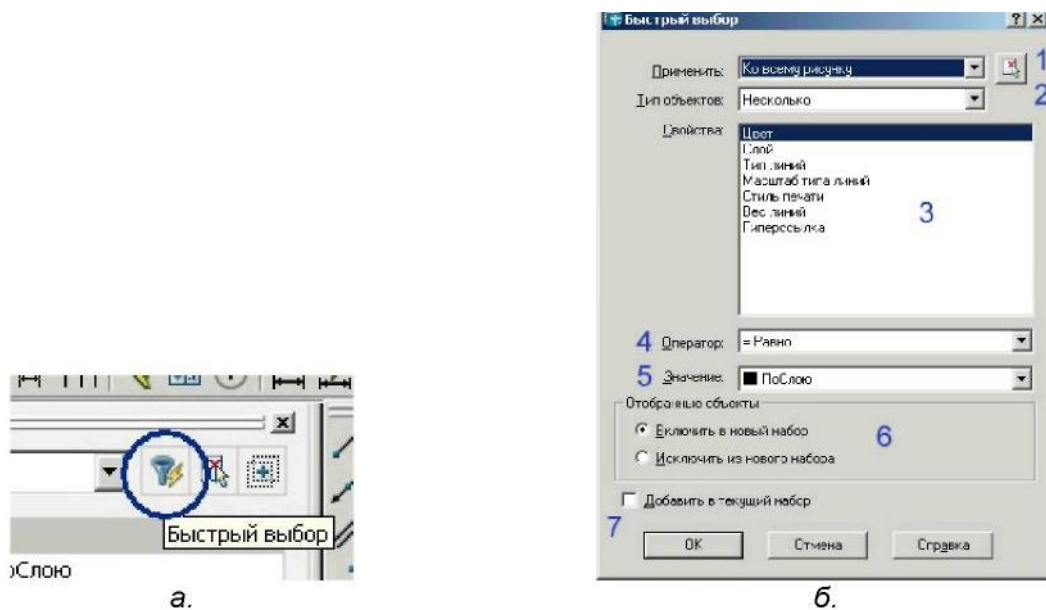 Быстрый выбор
Применить: Ко всему рисунку 1
Тип объектов: Несколько 2
Свойства: Цвет
Слой
Тип линий
Масштаб типа линий
Стиль печати
Вес линий
Гиперссылка
3
4 Оператор: = Равно
5 Значение: ПоСлою
Отобранные объекты
Включить в новый набор
6
Исключить из нового набора
Добавить в текущий набор
7
OK Отмена Справка
Быстрый выбор
оСлою
а. б.